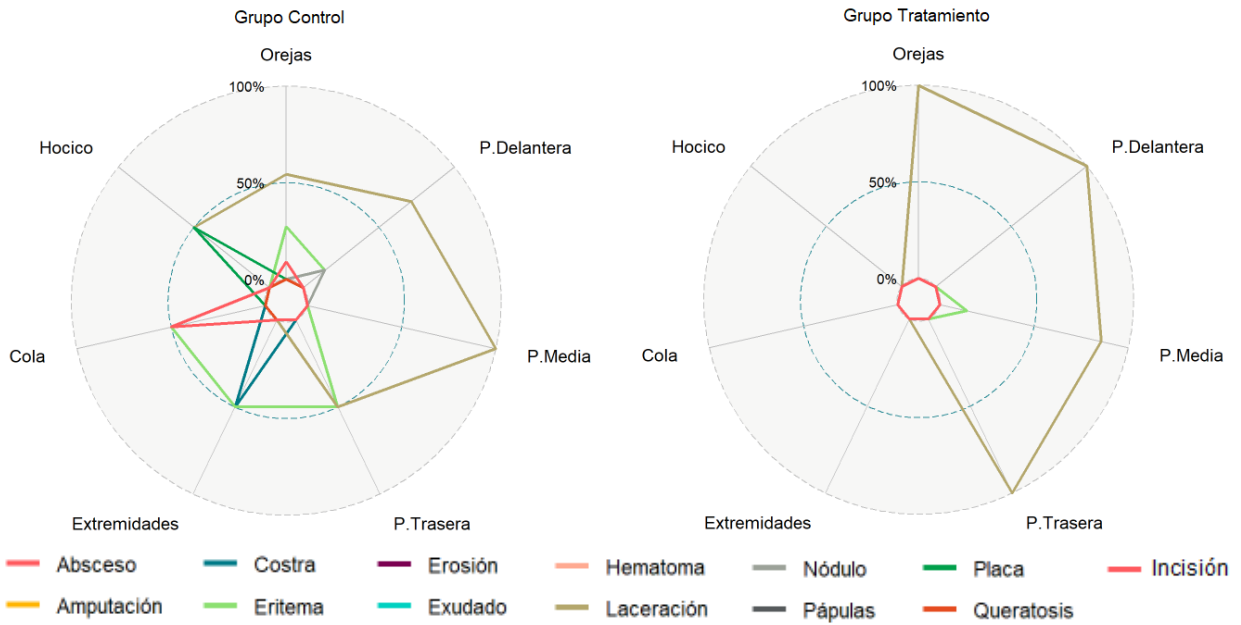 Grupo Control
Orejas
100%
Hocico
P.Delantera
50%
0%
Cola
P.Media
Extremidades
P.Trasera
Grupo Tratamiento
Orejas
100%
Hocico
P.Delantera
50%
0%
Cola
P.Media
Extremidades
P.Trasera
Absceso Costra Erosión Hematoma Nódulo Placa Incisión
Amputación Eritema Exudado Laceración Pápulas Queratosis